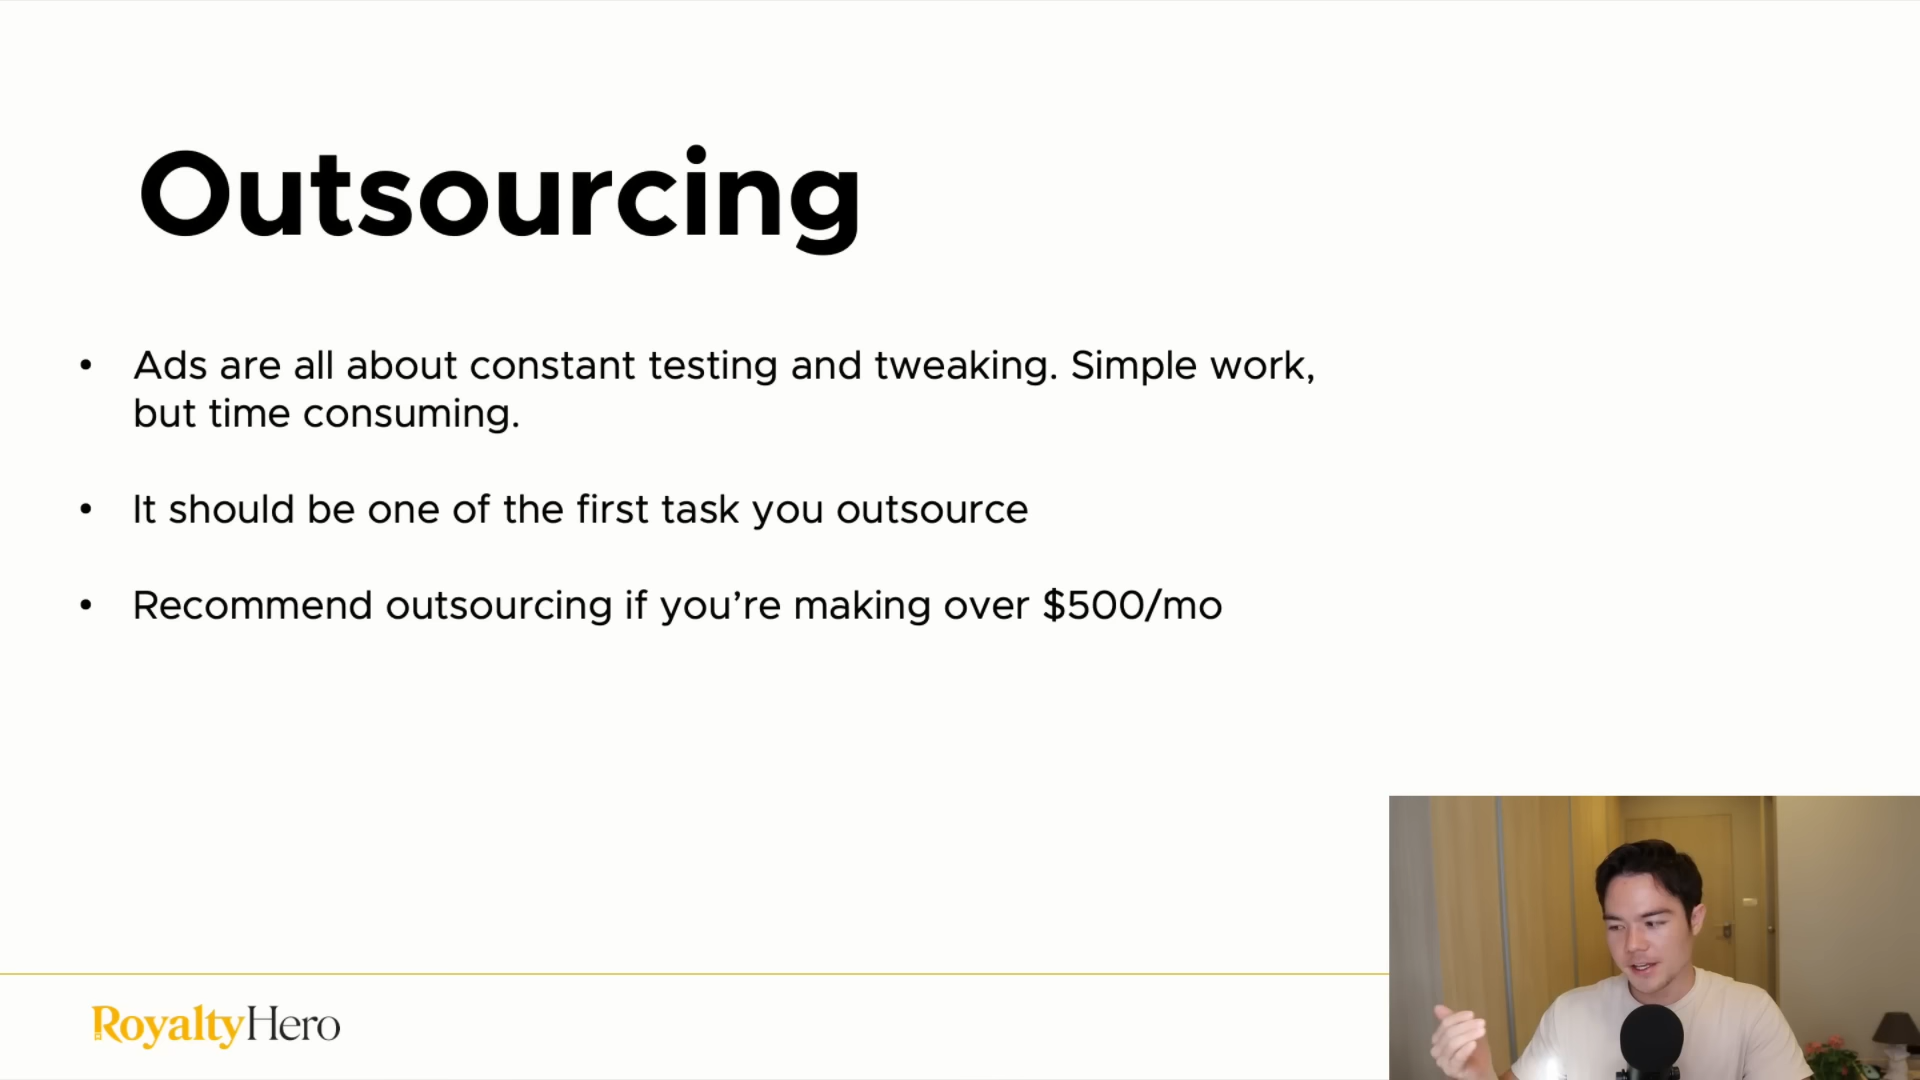 Outsourcing
• Ads are all about constant testing and tweaking. Simple work,
but time consuming.
• It should be one of the first task you outsource
• Recommend outsourcing if you’re making over $500/mo
RoyaltyHero